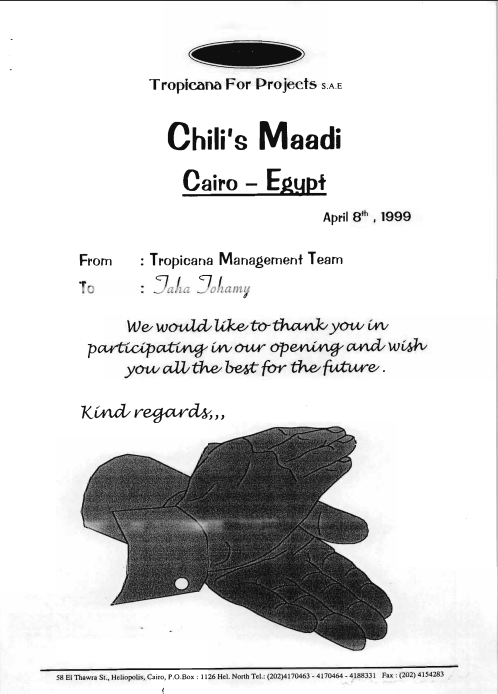 Tropicana For Projects S.A.E
Chili's Maadi
Cairo – Egypt
April 8th , 1999
From : Tropicana Management Team
To : Taha Tohamy
We would like to thank you in
participating in our opening and wish
you all the best for the future .
Kind regards,,,
58 El Thawra St., Heliopolis, Cairo, P.O.Box : 1126 Hel. North Tel.: (202)4170463 - 4170464 - 4188331 Fax : (202) 4154283